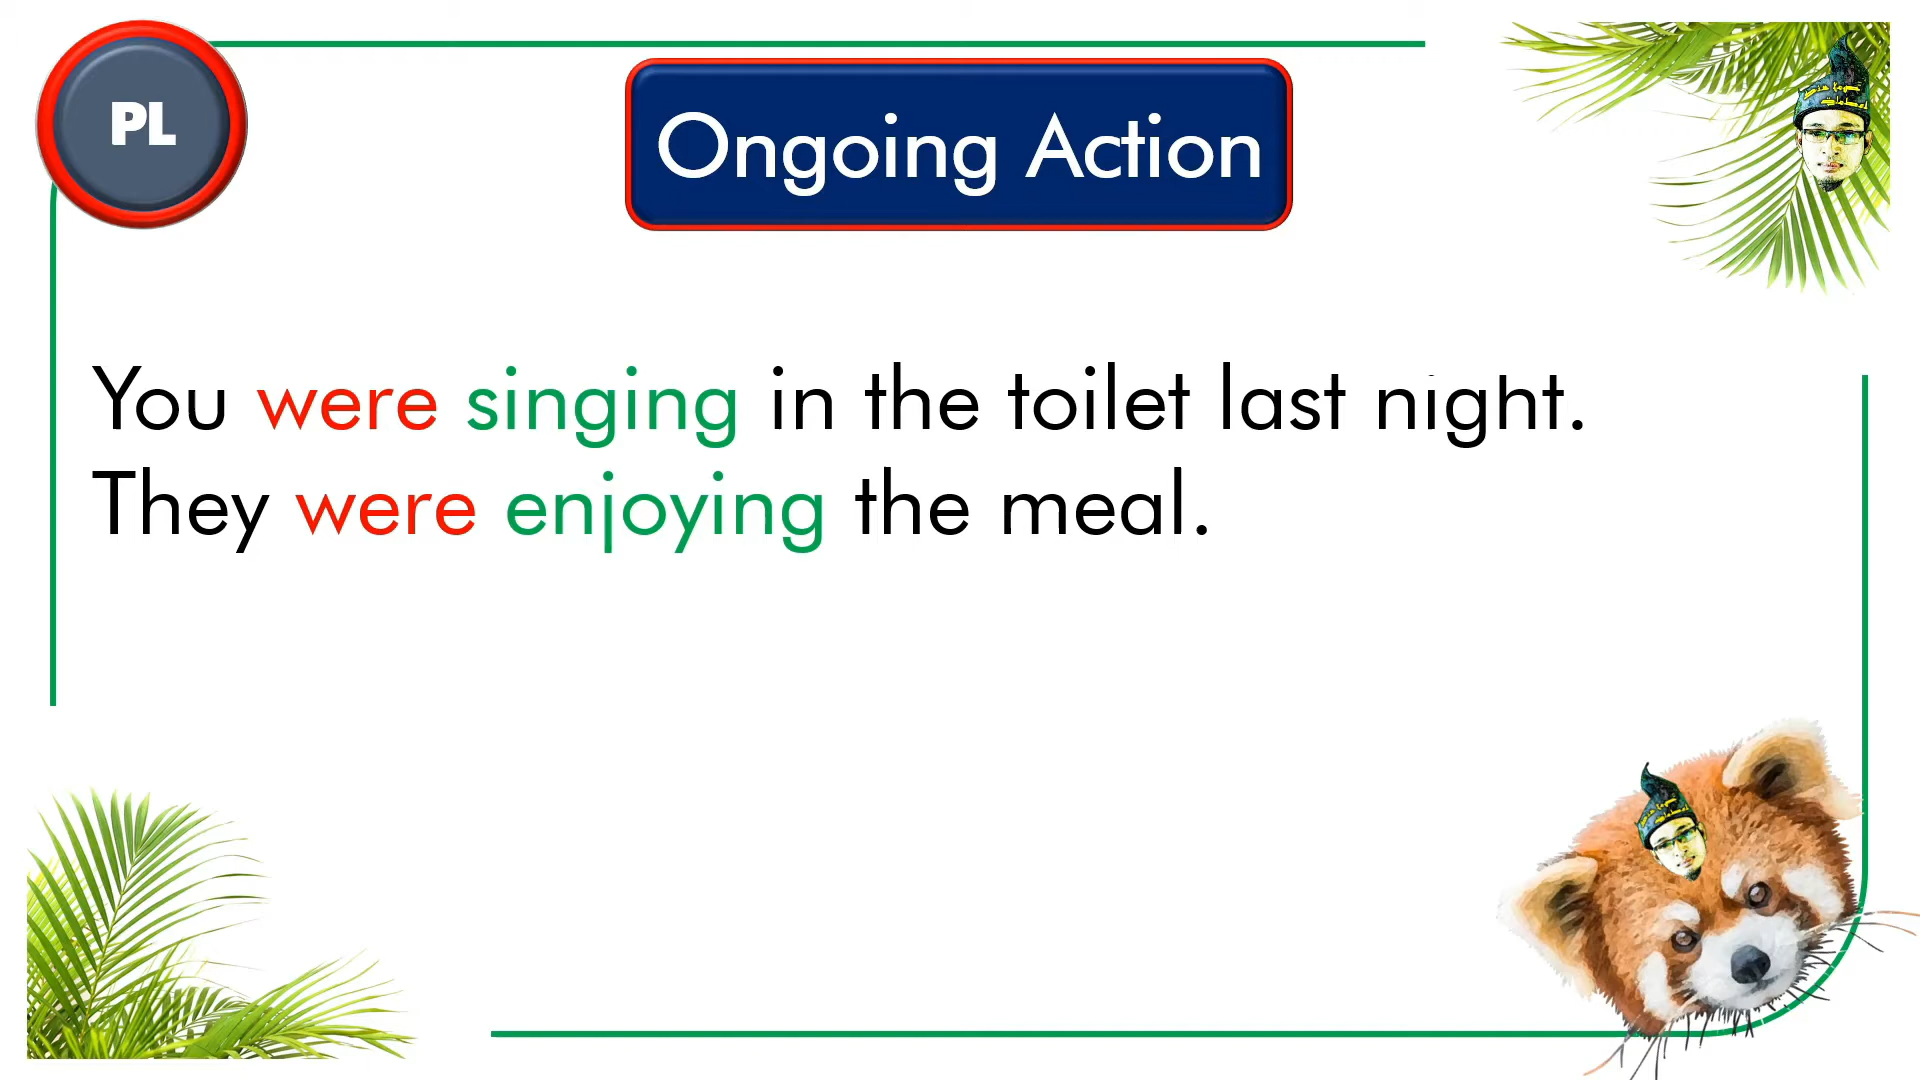 PL
Ongoing Action
You were singing in the toilet last night.
They were enjoying the meal.